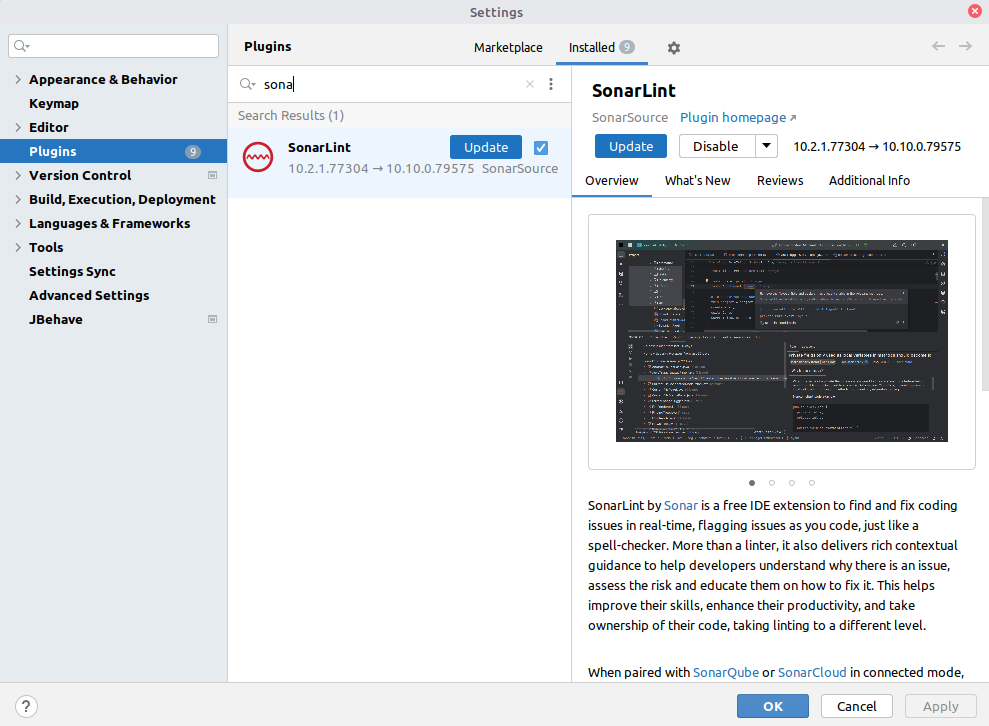 Settings
Plugins
Marketplace
Installed 9
Appearance & Behavior
Keymap
Editor
Plugins 9
Version Control
Build, Execution, Deployment
Languages & Frameworks
Tools
Settings Sync
Advanced Settings
JBehave
sona
Search Results (1)
SonarLint
Update
10.2.1.77304 → 10.10.0.79575 SonarSource
SonarLint
SonarSource Plugin homepage ↗
Update Disable 10.2.1.77304 → 10.10.0.79575
Overview What's New Reviews Additional Info
SonarLint by Sonar is a free IDE extension to find and fix coding
issues in real-time, flagging issues as you code, just like a
spell-checker. More than a linter, it also delivers rich contextual
guidance to help developers understand why there is an issue,
assess the risk and educate them on how to fix it. This helps
improve their skills, enhance their productivity, and take
ownership of their code, taking linting to a different level.
When paired with SonarQube or SonarCloud in connected mode,
?
OK Cancel Apply